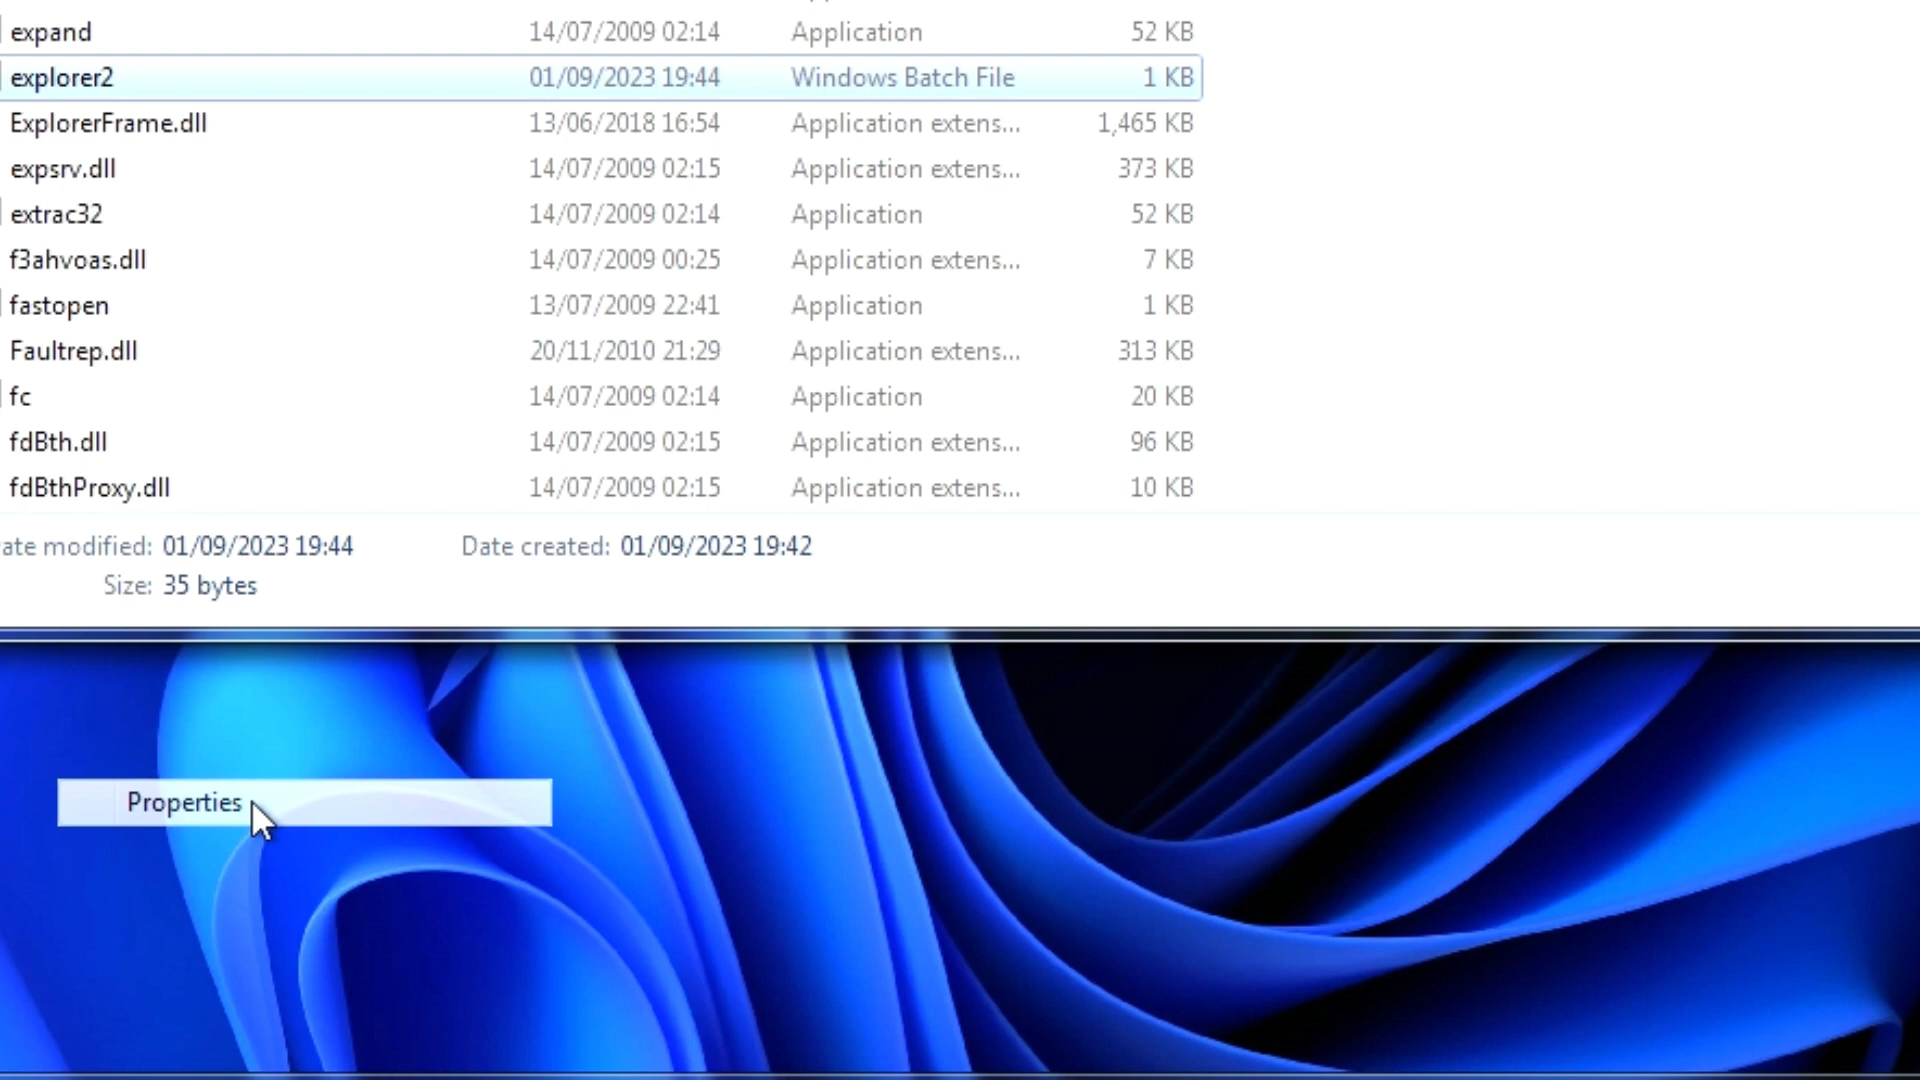 expand 14/07/2009 02:14 Application 52 KB
explorer2 01/09/2023 19:44 Windows Batch File 1 KB
ExplorerFrame.dll 13/06/2018 16:54 Application extens... 1,465 KB
expsrv.dll 14/07/2009 02:15 Application extens... 373 KB
extrac32 14/07/2009 02:14 Application 52 KB
f3ahvoas.dll 14/07/2009 00:25 Application extens... 7 KB
fastopen 13/07/2009 22:41 Application 1 KB
Faultrep.dll 20/11/2010 21:29 Application extens... 313 KB
fc 14/07/2009 02:14 Application 20 KB
fdBth.dll 14/07/2009 02:15 Application extens... 96 KB
fdBthProxy.dll 14/07/2009 02:15 Application extens... 10 KB
ate modified: 01/09/2023 19:44 Date created: 01/09/2023 19:42
Size: 35 bytes
Properties